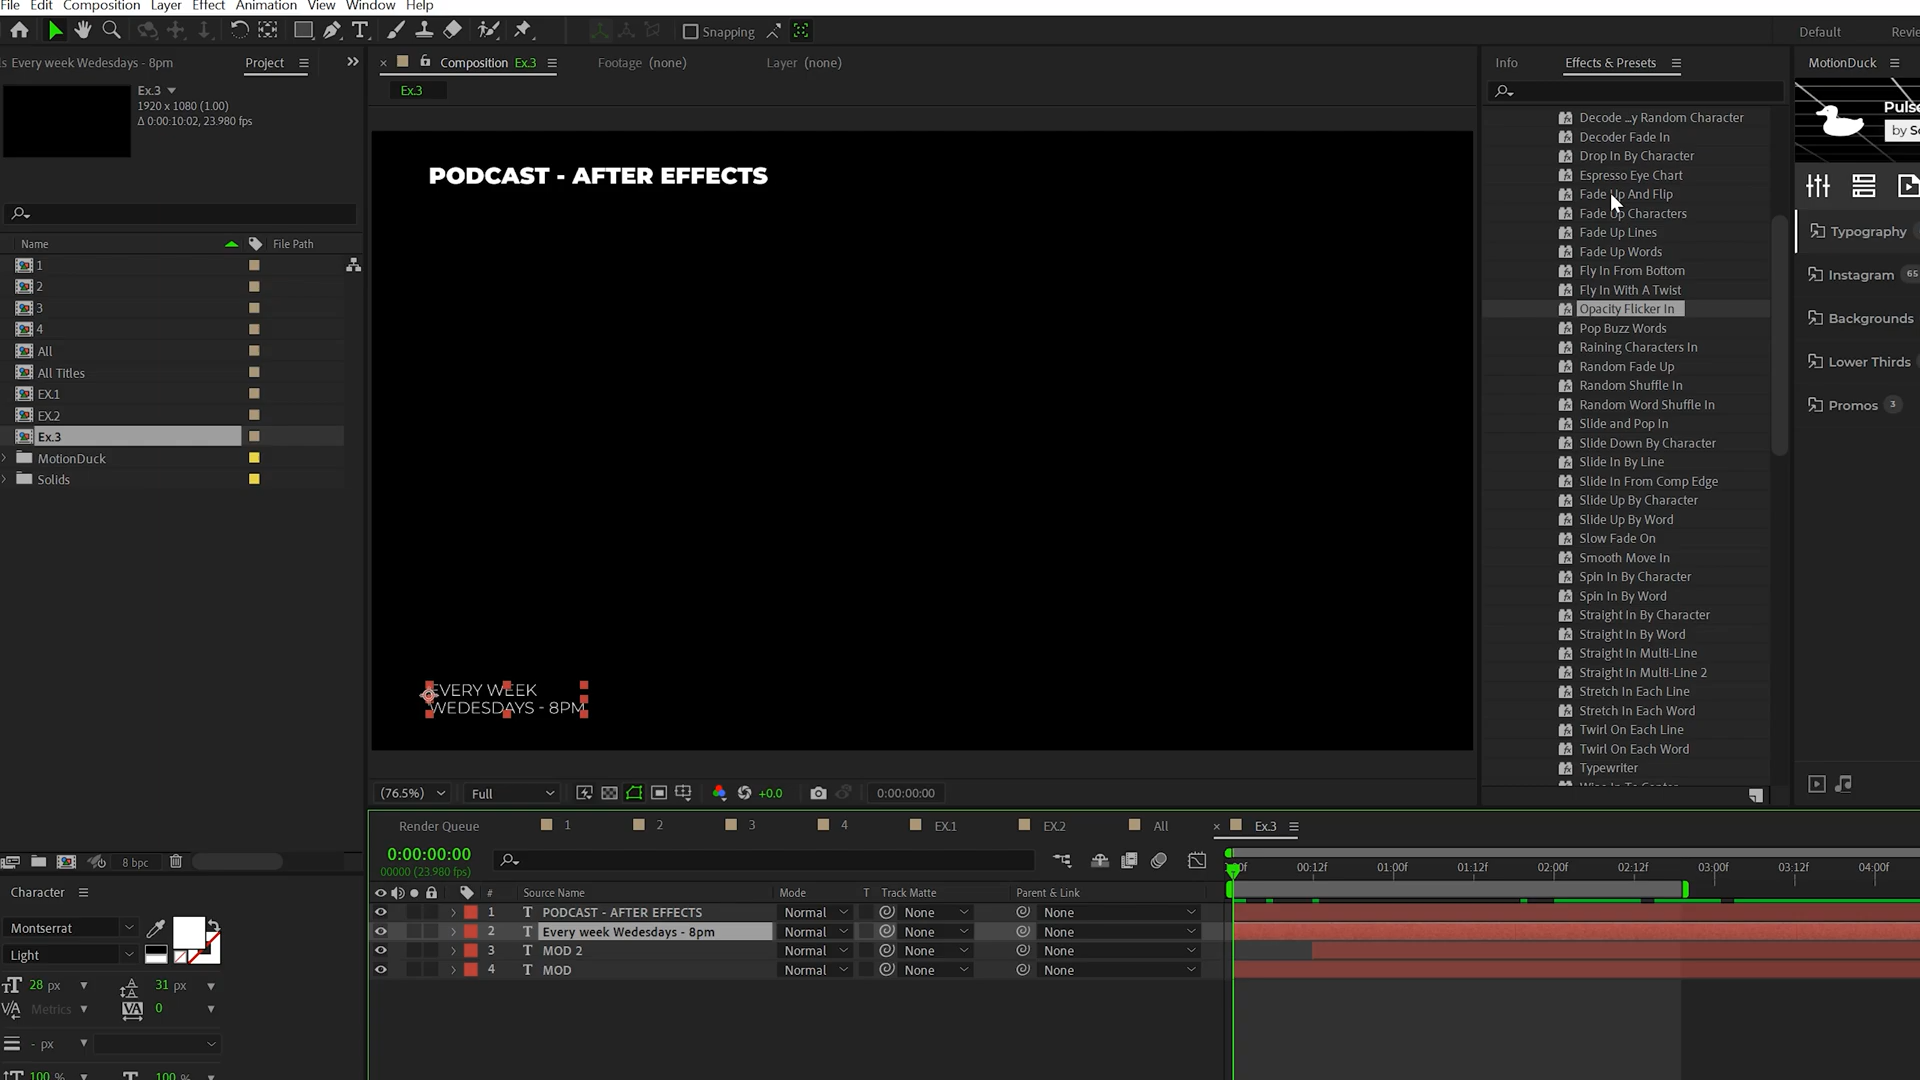 File Edit Composition Layer Effect Animation View Window Help
Snapping
Default
s Every week Wedesdays - 8pm
Project
Composition Ex.3
Footage (none)
Layer (none)
Info
Effects & Presets
MotionDuck
Ex.3
1920 x 1080 (1.00)
Δ 0:00:10:02, 23.980 fps
Ex.3
Name
File Path
1
2
3
4
All
All Titles
EX.1
EX.2
Ex.3
MotionDuck
Solids
8 bpc
PODCAST - AFTER EFFECTS
EVERY WEEK
WEDESDAYS - 8PM
(76.5%)
Full
+0.0
0:00:00:00
Decode ...y Random Character
Decoder Fade In
Drop In By Character
Espresso Eye Chart
Fade Up And Flip
Fade Up Characters
Fade Up Lines
Fade Up Words
Fly In From Bottom
Fly In With A Twist
Opacity Flicker In
Pop Buzz Words
Raining Characters In
Random Fade Up
Random Shuffle In
Random Word Shuffle In
Slide and Pop In
Slide Down By Character
Slide In By Line
Slide In From Comp Edge
Slide Up By Character
Slide Up By Word
Slow Fade On
Smooth Move In
Spin In By Character
Spin In By Word
Straight In By Character
Straight In By Word
Straight In Multi-Line
Straight In Multi-Line 2
Stretch In Each Line
Stretch In Each Word
Twirl On Each Line
Twirl On Each Word
Typewriter
Pulse
by
Typography
Instagram 65
Backgrounds
Lower Thirds
Promos 3
Render Queue
1
2
3
4
EX.1
EX.2
All
Ex.3
0:00:00:00
00000 (23.980 fps)
# Source Name Mode T Track Matte Parent & Link
1 T PODCAST - AFTER EFFECTS Normal None None
2 T Every week Wedesdays - 8pm Normal None None
3 T MOD 2 Normal None None
4 T MOD Normal None None
00:12f 01:00f 01:12f 02:00f 02:12f 03:00f 03:12f 04:00f
Character
Montserrat
Light
28 px
31 px
Metrics
0
- px
100 %
100 %